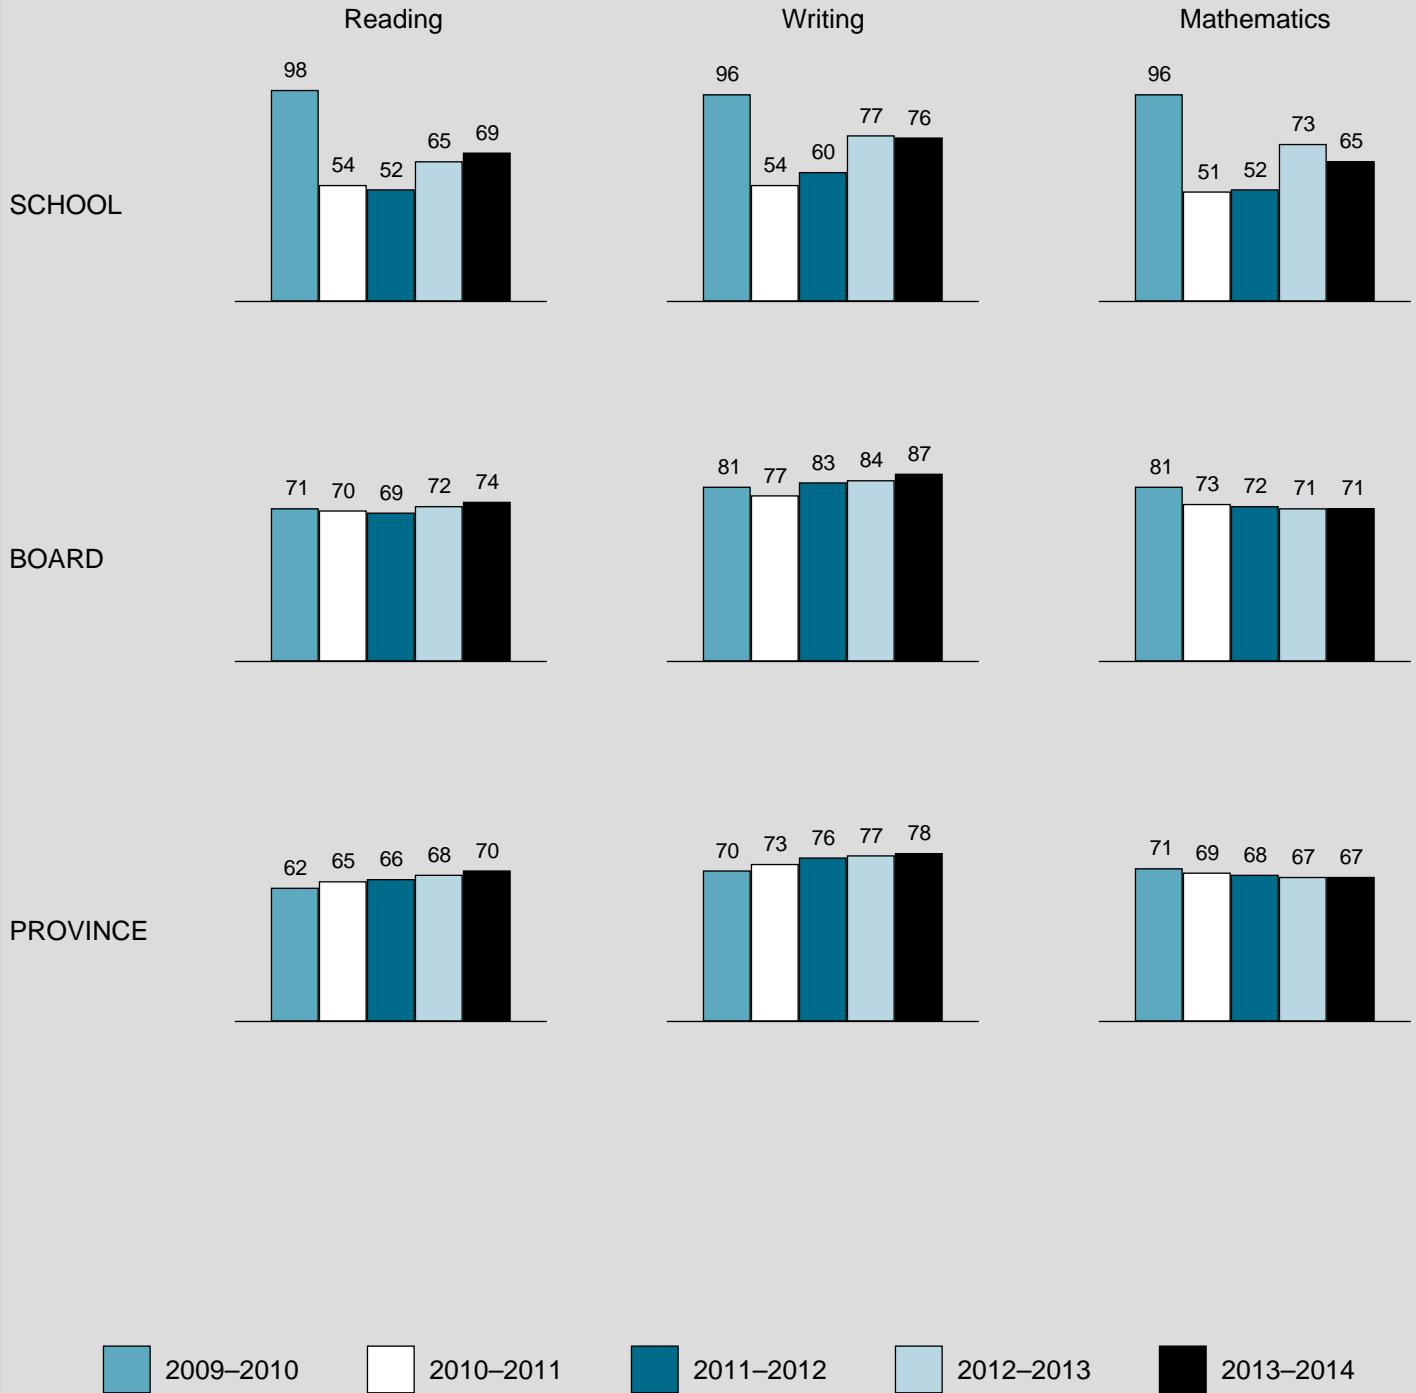 Reading Writing Mathematics
98 54 52 65 69
96 54 60 77 76
96 51 52 73 65
SCHOOL
71 70 69 72 74
81 77 83 84 87
81 73 72 71 71
BOARD
62 65 66 68 70
70 73 76 77 78
71 69 68 67 67
PROVINCE
2009–2010 2010–2011 2011–2012 2012–2013 2013–2014